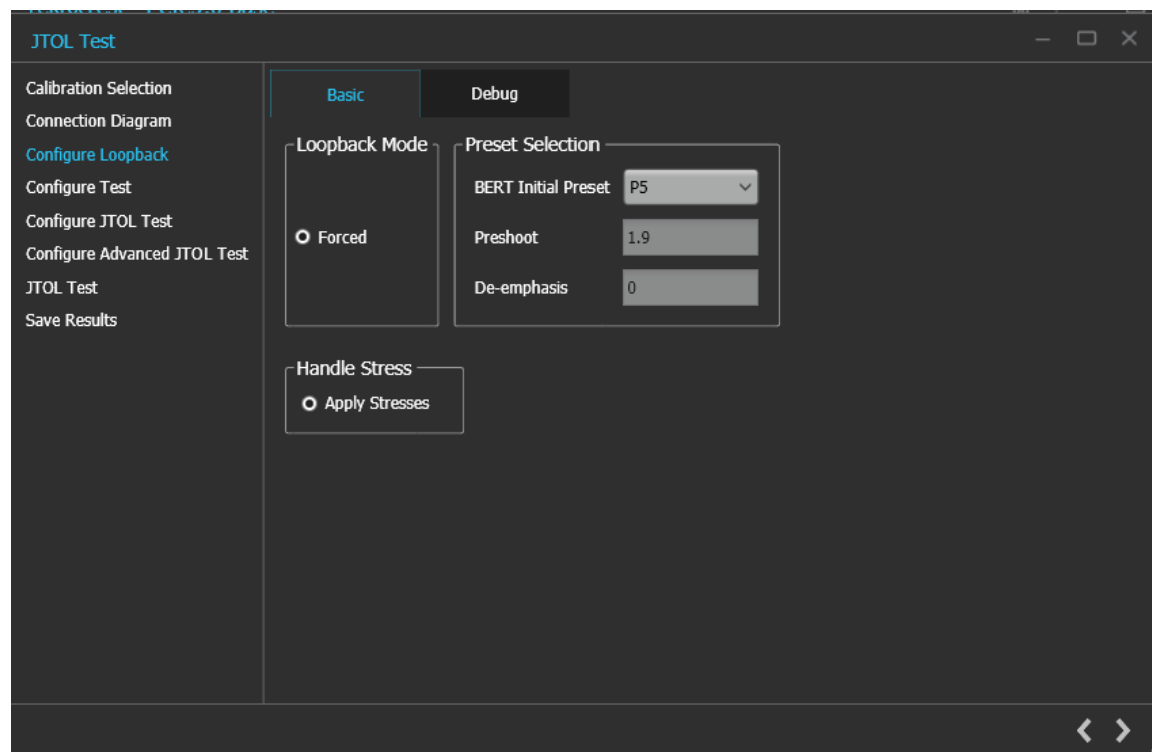 JTOL Test
Calibration Selection
Connection Diagram
Configure Loopback
Configure Test
Configure JTOL Test
Configure Advanced JTOL Test
JTOL Test
Save Results
Basic
Debug
Loopback Mode
Forced
Preset Selection
BERT Initial Preset P5
Preshoot 1.9
De-emphasis 0
Handle Stress
Apply Stresses